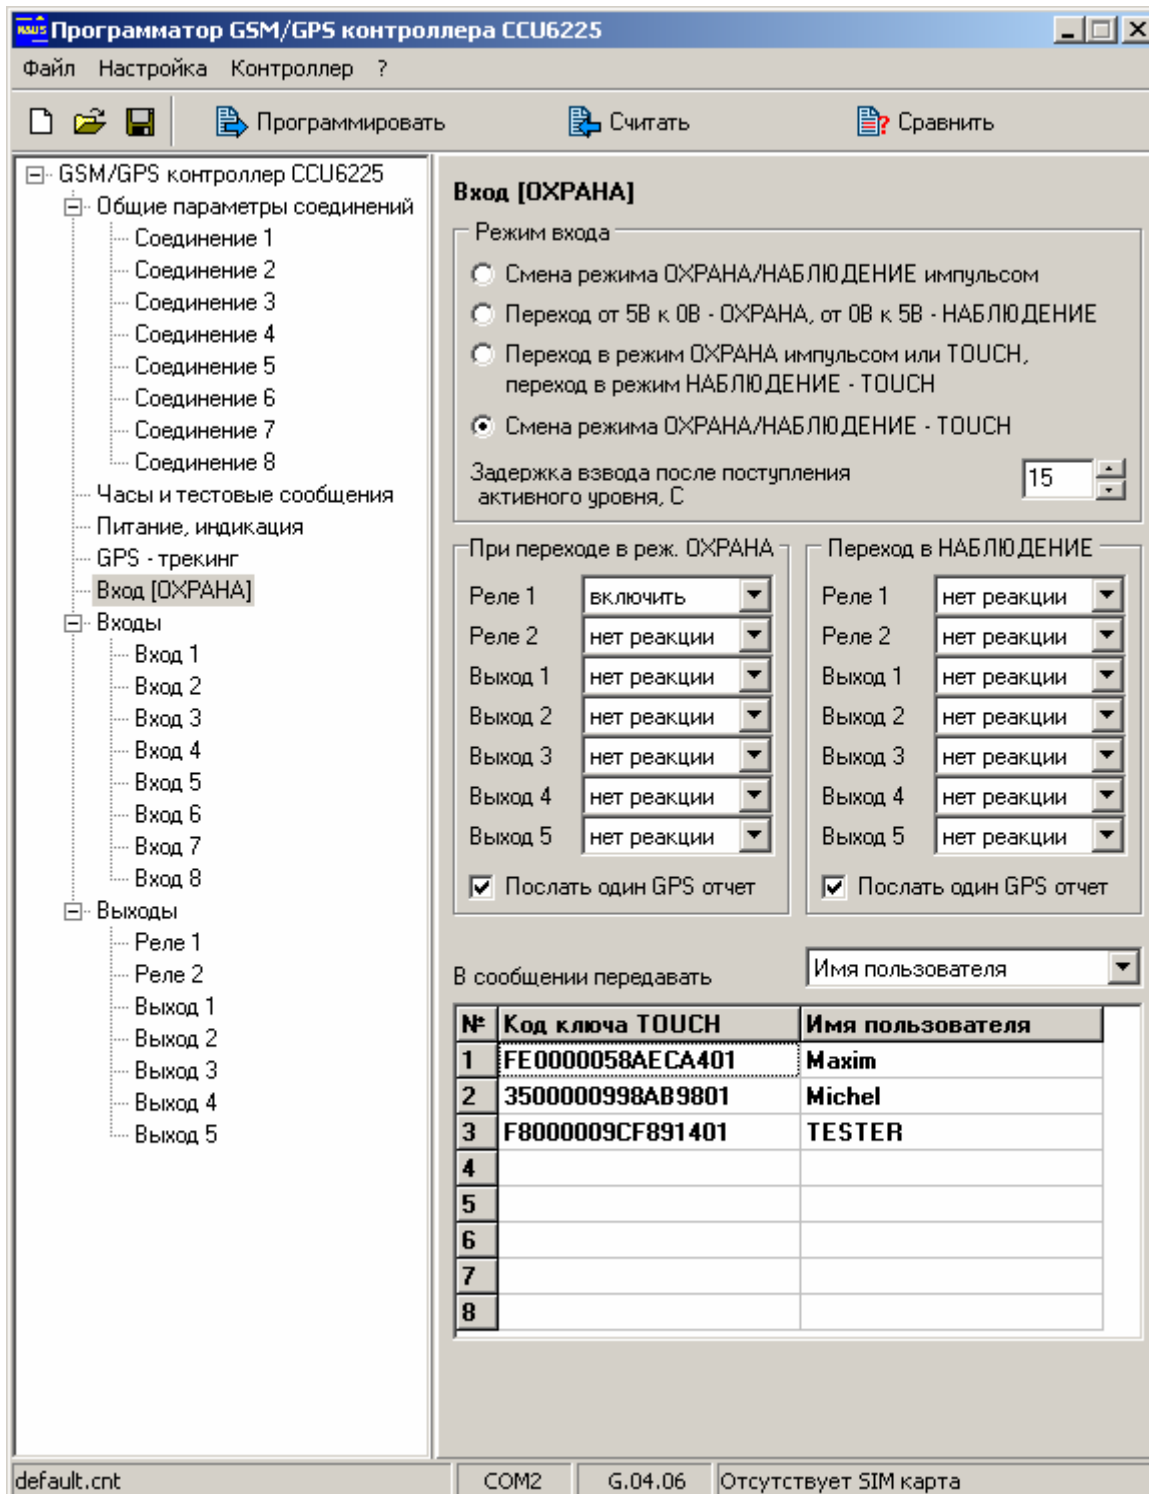 Программатор GSM/GPS контроллера CCU6225
Файл Настройка Контроллер ?
Программировать Считать Сравнить
GSM/GPS контроллер CCU6225
Общие параметры соединений
Соединение 1
Соединение 2
Соединение 3
Соединение 4
Соединение 5
Соединение 6
Соединение 7
Соединение 8
Часы и тестовые сообщения
Питание, индикация
GPS - трекинг
Вход [ОХРАНА]
Входы
Вход 1
Вход 2
Вход 3
Вход 4
Вход 5
Вход 6
Вход 7
Вход 8
Выходы
Реле 1
Реле 2
Выход 1
Выход 2
Выход 3
Выход 4
Выход 5
Вход [ОХРАНА]
Режим входа
Смена режима ОХРАНА/НАБЛЮДЕНИЕ импульсом
Переход от 5В к 0В - ОХРАНА, от 0В к 5В - НАБЛЮДЕНИЕ
Переход в режим ОХРАНА импульсом или TOUCH,
переход в режим НАБЛЮДЕНИЕ - TOUCH
Смена режима ОХРАНА/НАБЛЮДЕНИЕ - TOUCH
Задержка взвода после поступления
активного уровня, С 15
При переходе в реж. ОХРАНА
Реле 1 включить
Реле 2 нет реакции
Выход 1 нет реакции
Выход 2 нет реакции
Выход 3 нет реакции
Выход 4 нет реакции
Выход 5 нет реакции
Послать один GPS отчет
Переход в НАБЛЮДЕНИЕ
Реле 1 нет реакции
Реле 2 нет реакции
Выход 1 нет реакции
Выход 2 нет реакции
Выход 3 нет реакции
Выход 4 нет реакции
Выход 5 нет реакции
Послать один GPS отчет
В сообщении передавать Имя пользователя
№ Код ключа TOUCH Имя пользователя
1 FE0000058AECA401 Maxim
2 3500000998AB9801 Michel
3 F8000009CF891401 TESTER
4
5
6
7
8
default.cnt COM2 G.04.06 Отсутствует SIM карта